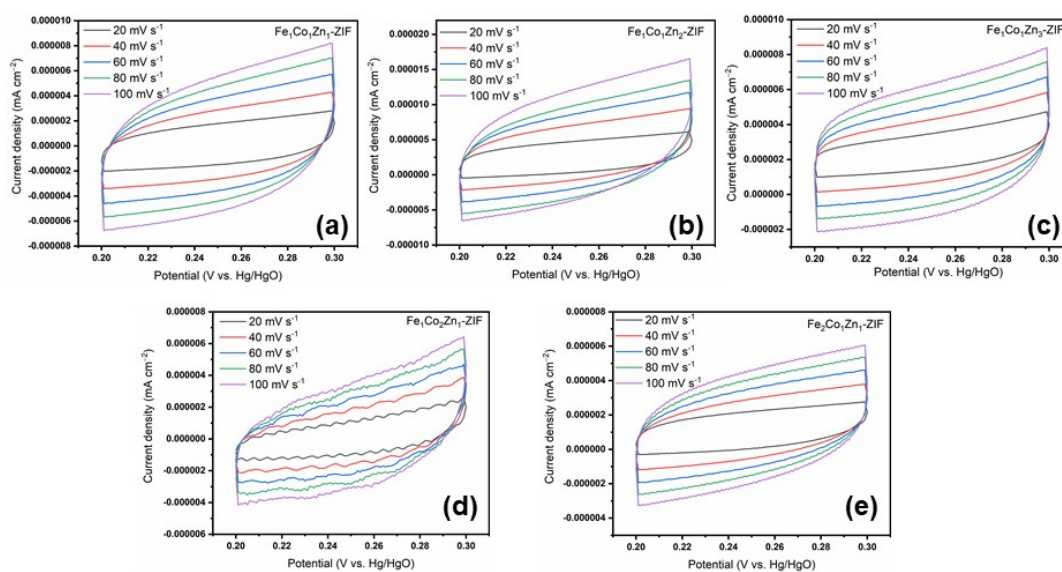 0.000010
0.000008
0.000006
0.000004
0.000002
0.000000
-0.000002
-0.000004
-0.000006
-0.000008
Current density (mA cm⁻²)
20 mV s⁻¹
40 mV s⁻¹
60 mV s⁻¹
80 mV s⁻¹
100 mV s⁻¹
Fe₁Co₁Zn₁-ZIF
(a)
0.20 0.22 0.24 0.26 0.28 0.30
Potential (V vs. Hg/HgO)
0.000020
0.000015
0.000010
0.000005
0.000000
-0.000005
-0.000010
Current density (mA cm⁻²)
20 mV s⁻¹
40 mV s⁻¹
60 mV s⁻¹
80 mV s⁻¹
100 mV s⁻¹
Fe₁Co₁Zn₂-ZIF
(b)
0.20 0.22 0.24 0.26 0.28 0.30
Potential (V vs. Hg/HgO)
0.000010
0.000008
0.000006
0.000004
0.000002
0.000000
-0.000002
Current density (mA cm⁻²)
20 mV s⁻¹
40 mV s⁻¹
60 mV s⁻¹
80 mV s⁻¹
100 mV s⁻¹
Fe₁Co₁Zn₃-ZIF
(c)
0.20 0.22 0.24 0.26 0.28 0.30
Potential (V vs. Hg/HgO)
0.000008
0.000006
0.000004
0.000002
0.000000
-0.000002
-0.000004
-0.000006
Current density (mA cm⁻²)
20 mV s⁻¹
40 mV s⁻¹
60 mV s⁻¹
80 mV s⁻¹
100 mV s⁻¹
Fe₁Co₂Zn₁-ZIF
(d)
0.20 0.22 0.24 0.26 0.28 0.30
Potential (V vs. Hg/HgO)
0.000008
0.000006
0.000004
0.000002
0.000000
-0.000002
-0.000004
Current density (mA cm⁻²)
20 mV s⁻¹
40 mV s⁻¹
60 mV s⁻¹
80 mV s⁻¹
100 mV s⁻¹
Fe₂Co₁Zn₁-ZIF
(e)
0.20 0.22 0.24 0.26 0.28 0.30
Potential (V vs. Hg/HgO)